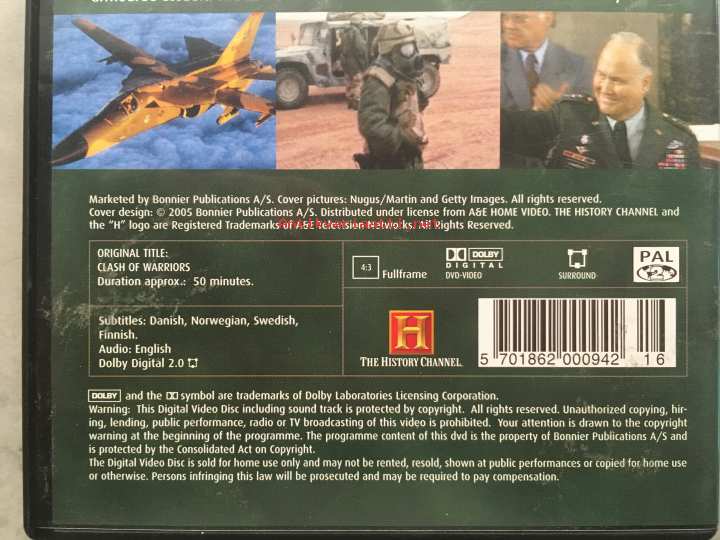 Marketed by Bonnier Publications A/S. Cover pictures: Nugus/Martin and Getty Images. All rights reserved.
Cover design: © 2005 Bonnier Publications A/S. Distributed under license from A&E HOME VIDEO. THE HISTORY CHANNEL and
the "H" logo are Registered Trademarks of A&E Television Networks. All Rights Reserved.
ORIGINAL TITLE:
CLASH OF WARRIORS
Duration approx.: 50 minutes.
4:3 Fullframe
DOLBY
DIGITAL
DVD-VIDEO
SURROUND
PAL
2
Subtitles: Danish, Norwegian, Swedish,
Finnish.
Audio: English
Dolby Digital 2.0
H
THE HISTORY CHANNEL
5 701862 000942 16
DOLBY and the DD symbol are trademarks of Dolby Laboratories Licensing Corporation.
Warning: This Digital Video Disc including sound track is protected by copyright. All rights reserved. Unauthorized copying, hir-
ing, lending, public performance, radio or TV broadcasting of this video is prohibited. Your attention is drawn to the copyright
warning at the beginning of the programme. The programme content of this dvd is the property of Bonnier Publications A/S and
is protected by the Consolidated Act on Copyright.
The Digital Video Disc is sold for home use only and may not be rented, resold, shown at public performances or copied for home use
or otherwise. Persons infringing this law will be prosecuted and may be required to pay compensation.